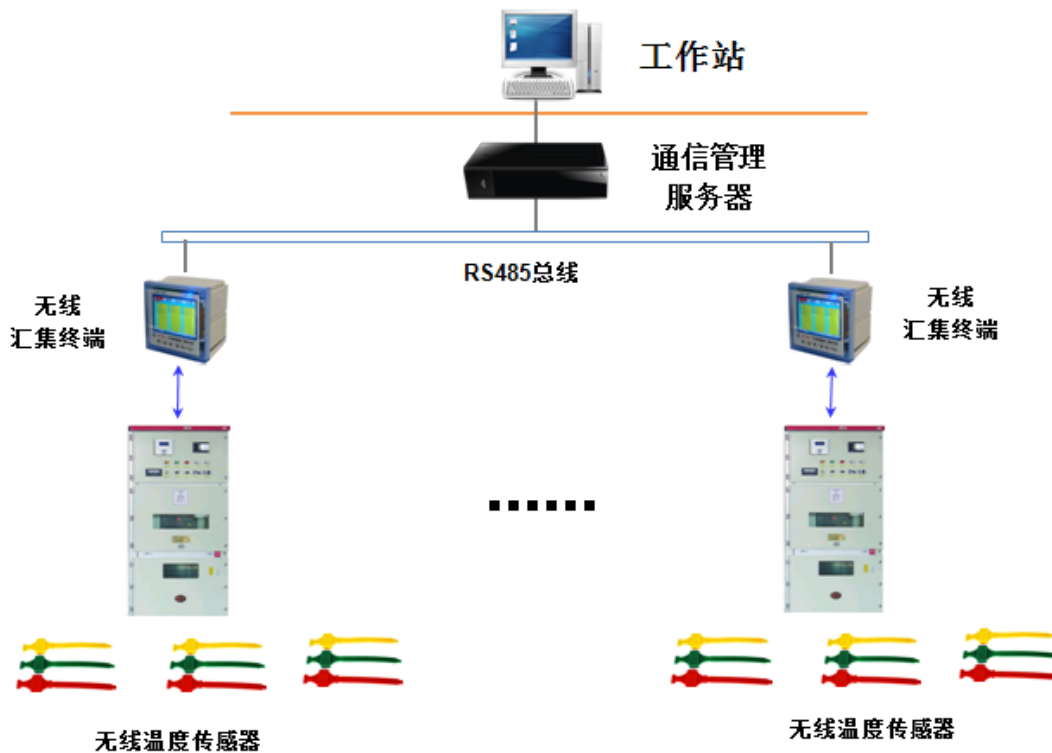 工作站
通信管理
服务器
RS485总线
无线
汇集终端
无线
汇集终端
无线温度传感器
无线温度传感器